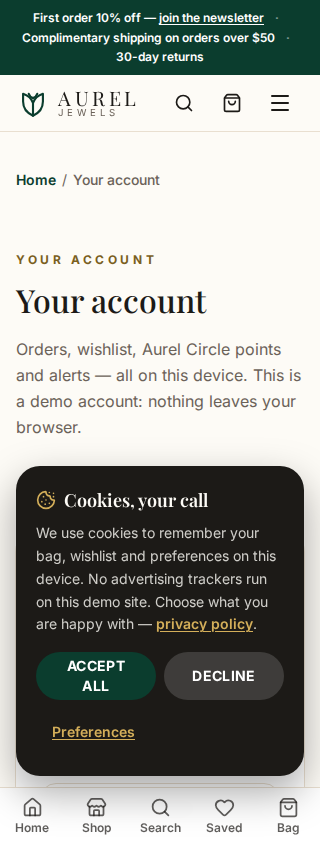 First order 10% off — join the newsletter ·
Complimentary shipping on orders over $50 ·
30-day returns
AUREL
JEWELS
Home / Your account
YOUR ACCOUNT
Your account
Orders, wishlist, Aurel Circle points
and alerts — all on this device. This is
a demo account: nothing leaves your
browser.
Cookies, your call
We use cookies to remember your
bag, wishlist and preferences on this
device. No advertising trackers run
on this demo site. Choose what you
are happy with — privacy policy.
ACCEPT
ALL
DECLINE
Preferences
Home Shop Search Saved Bag